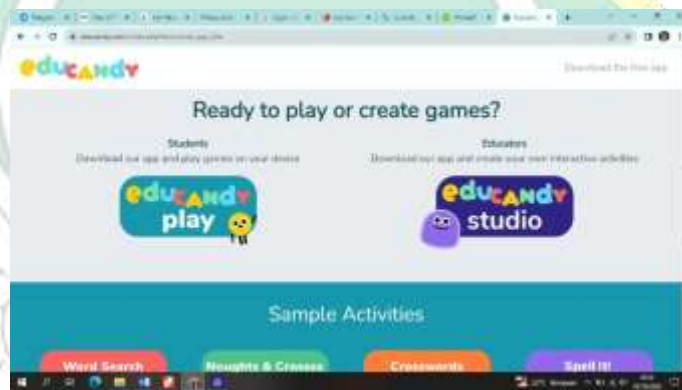 educandy
Download the free app
Ready to play or create games?
Students
Download our app and play games on your device
Educators
Download our app and create your own interactive activities
educandy
play
educandy
studio
Sample Activities
Word Search
Noughts & Crosses
Crosswords
Spell It!